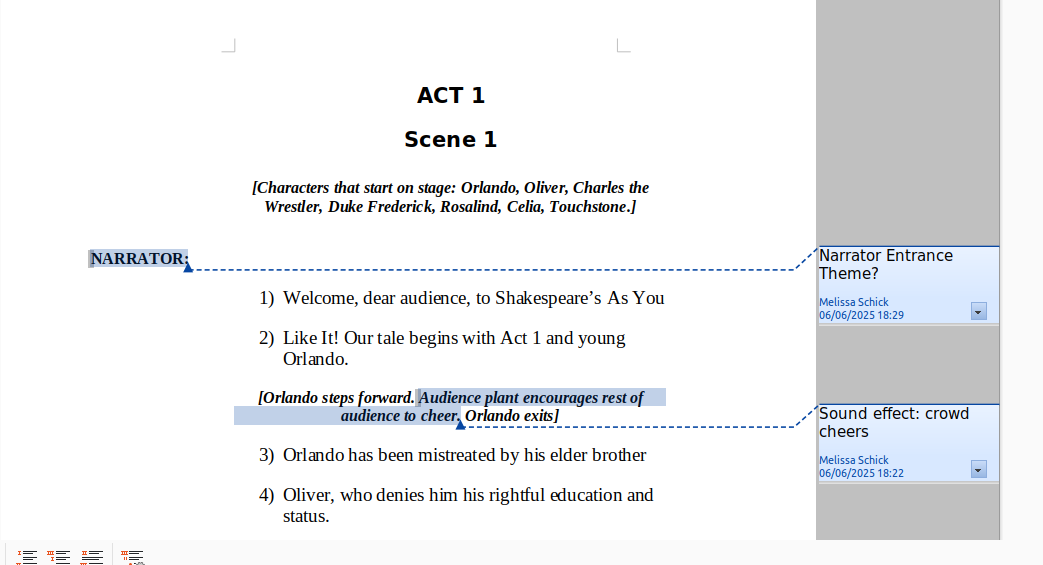 ACT 1
Scene 1
[Characters that start on stage: Orlando, Oliver, Charles the
Wrestler, Duke Frederick, Rosalind, Celia, Touchstone.]
NARRATOR:
Narrator Entrance
Theme?
Melissa Schick
06/06/2025 18:29
1) Welcome, dear audience, to Shakespeare’s As You
2) Like It! Our tale begins with Act 1 and young
Orlando.
[Orlando steps forward. Audience plant encourages rest of
audience to cheer. Orlando exits]
Sound effect: crowd
cheers
Melissa Schick
06/06/2025 18:22
3) Orlando has been mistreated by his elder brother
4) Oliver, who denies him his rightful education and
status.